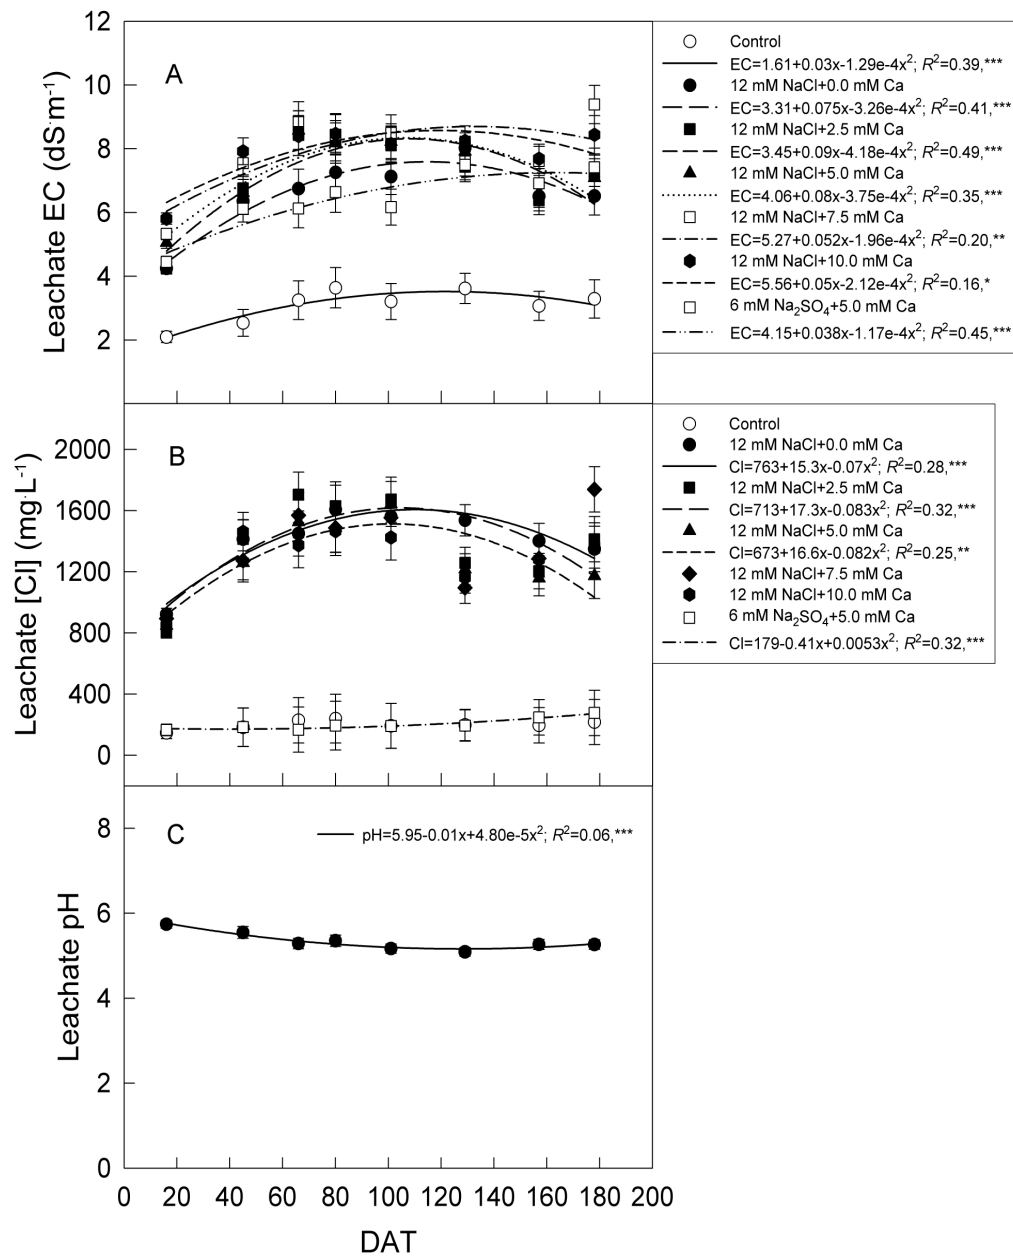 A
12
10
8
6
4
2
Leachate EC (dS·m⁻¹)
Control
EC=1.61+0.03x-1.29e-4x²; R²=0.39,***
12 mM NaCl+0.0 mM Ca
EC=3.31+0.075x-3.26e-4x²; R²=0.41,***
12 mM NaCl+2.5 mM Ca
EC=3.45+0.09x-4.18e-4x²; R²=0.49,***
12 mM NaCl+5.0 mM Ca
EC=4.06+0.08x-3.75e-4x²; R²=0.35,***
12 mM NaCl+7.5 mM Ca
EC=5.27+0.052x-1.96e-4x²; R²=0.20,**
12 mM NaCl+10.0 mM Ca
EC=5.56+0.05x-2.12e-4x²; R²=0.16,*
6 mM Na₂SO₄+5.0 mM Ca
EC=4.15+0.038x-1.17e-4x²; R²=0.45,***
B
2000
1600
1200
800
400
0
Leachate [Cl] (mg·L⁻¹)
Control
12 mM NaCl+0.0 mM Ca
Cl=763+15.3x-0.07x²; R²=0.28,***
12 mM NaCl+2.5 mM Ca
Cl=713+17.3x-0.083x²; R²=0.32,***
12 mM NaCl+5.0 mM Ca
Cl=673+16.6x-0.082x²; R²=0.25,**
12 mM NaCl+7.5 mM Ca
12 mM NaCl+10.0 mM Ca
6 mM Na₂SO₄+5.0 mM Ca
Cl=179-0.41x+0.0053x²; R²=0.32,***
C
pH=5.95-0.01x+4.80e-5x²; R²=0.06,***
8
6
4
2
0
Leachate pH
0 20 40 60 80 100 120 140 160 180 200
DAT